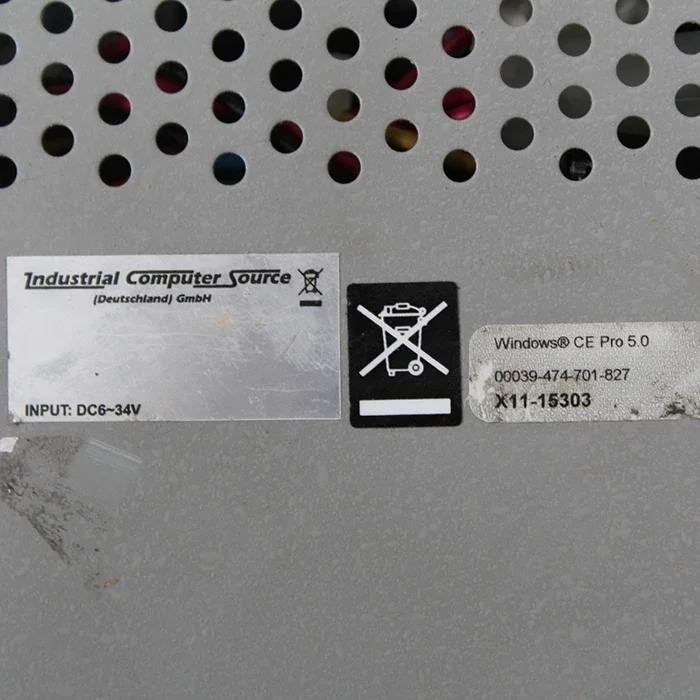 Industrial Computer Source
(Deutschland) GmbH
INPUT: DC6~34V
Windows® CE Pro 5.0
00039-474-701-827
X11-15303